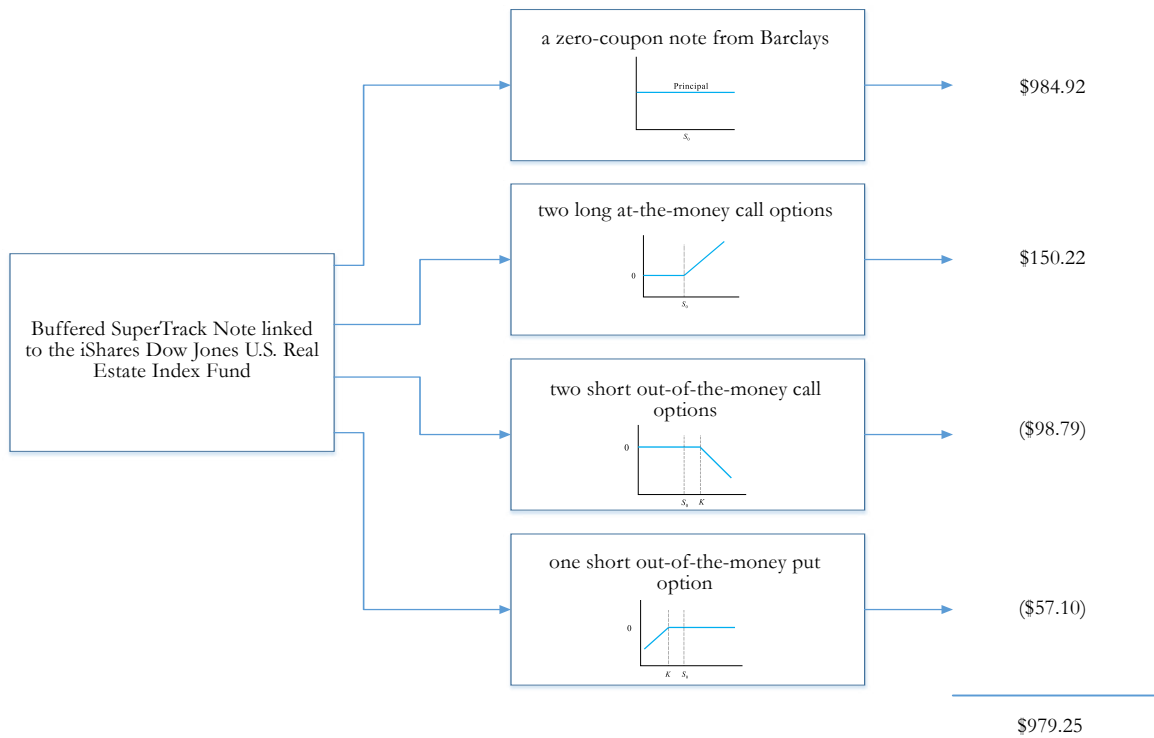 a zero-coupon note from Barclays
Principal
S₀
$984.92
two long at-the-money call options
0
S₀
$150.22
Buffered SuperTrack Note linked
to the iShares Dow Jones U.S. Real
Estate Index Fund
two short out-of-the-money call
options
0
S₀ K
($98.79)
one short out-of-the-money put
option
0
K S₀
($57.10)
$979.25